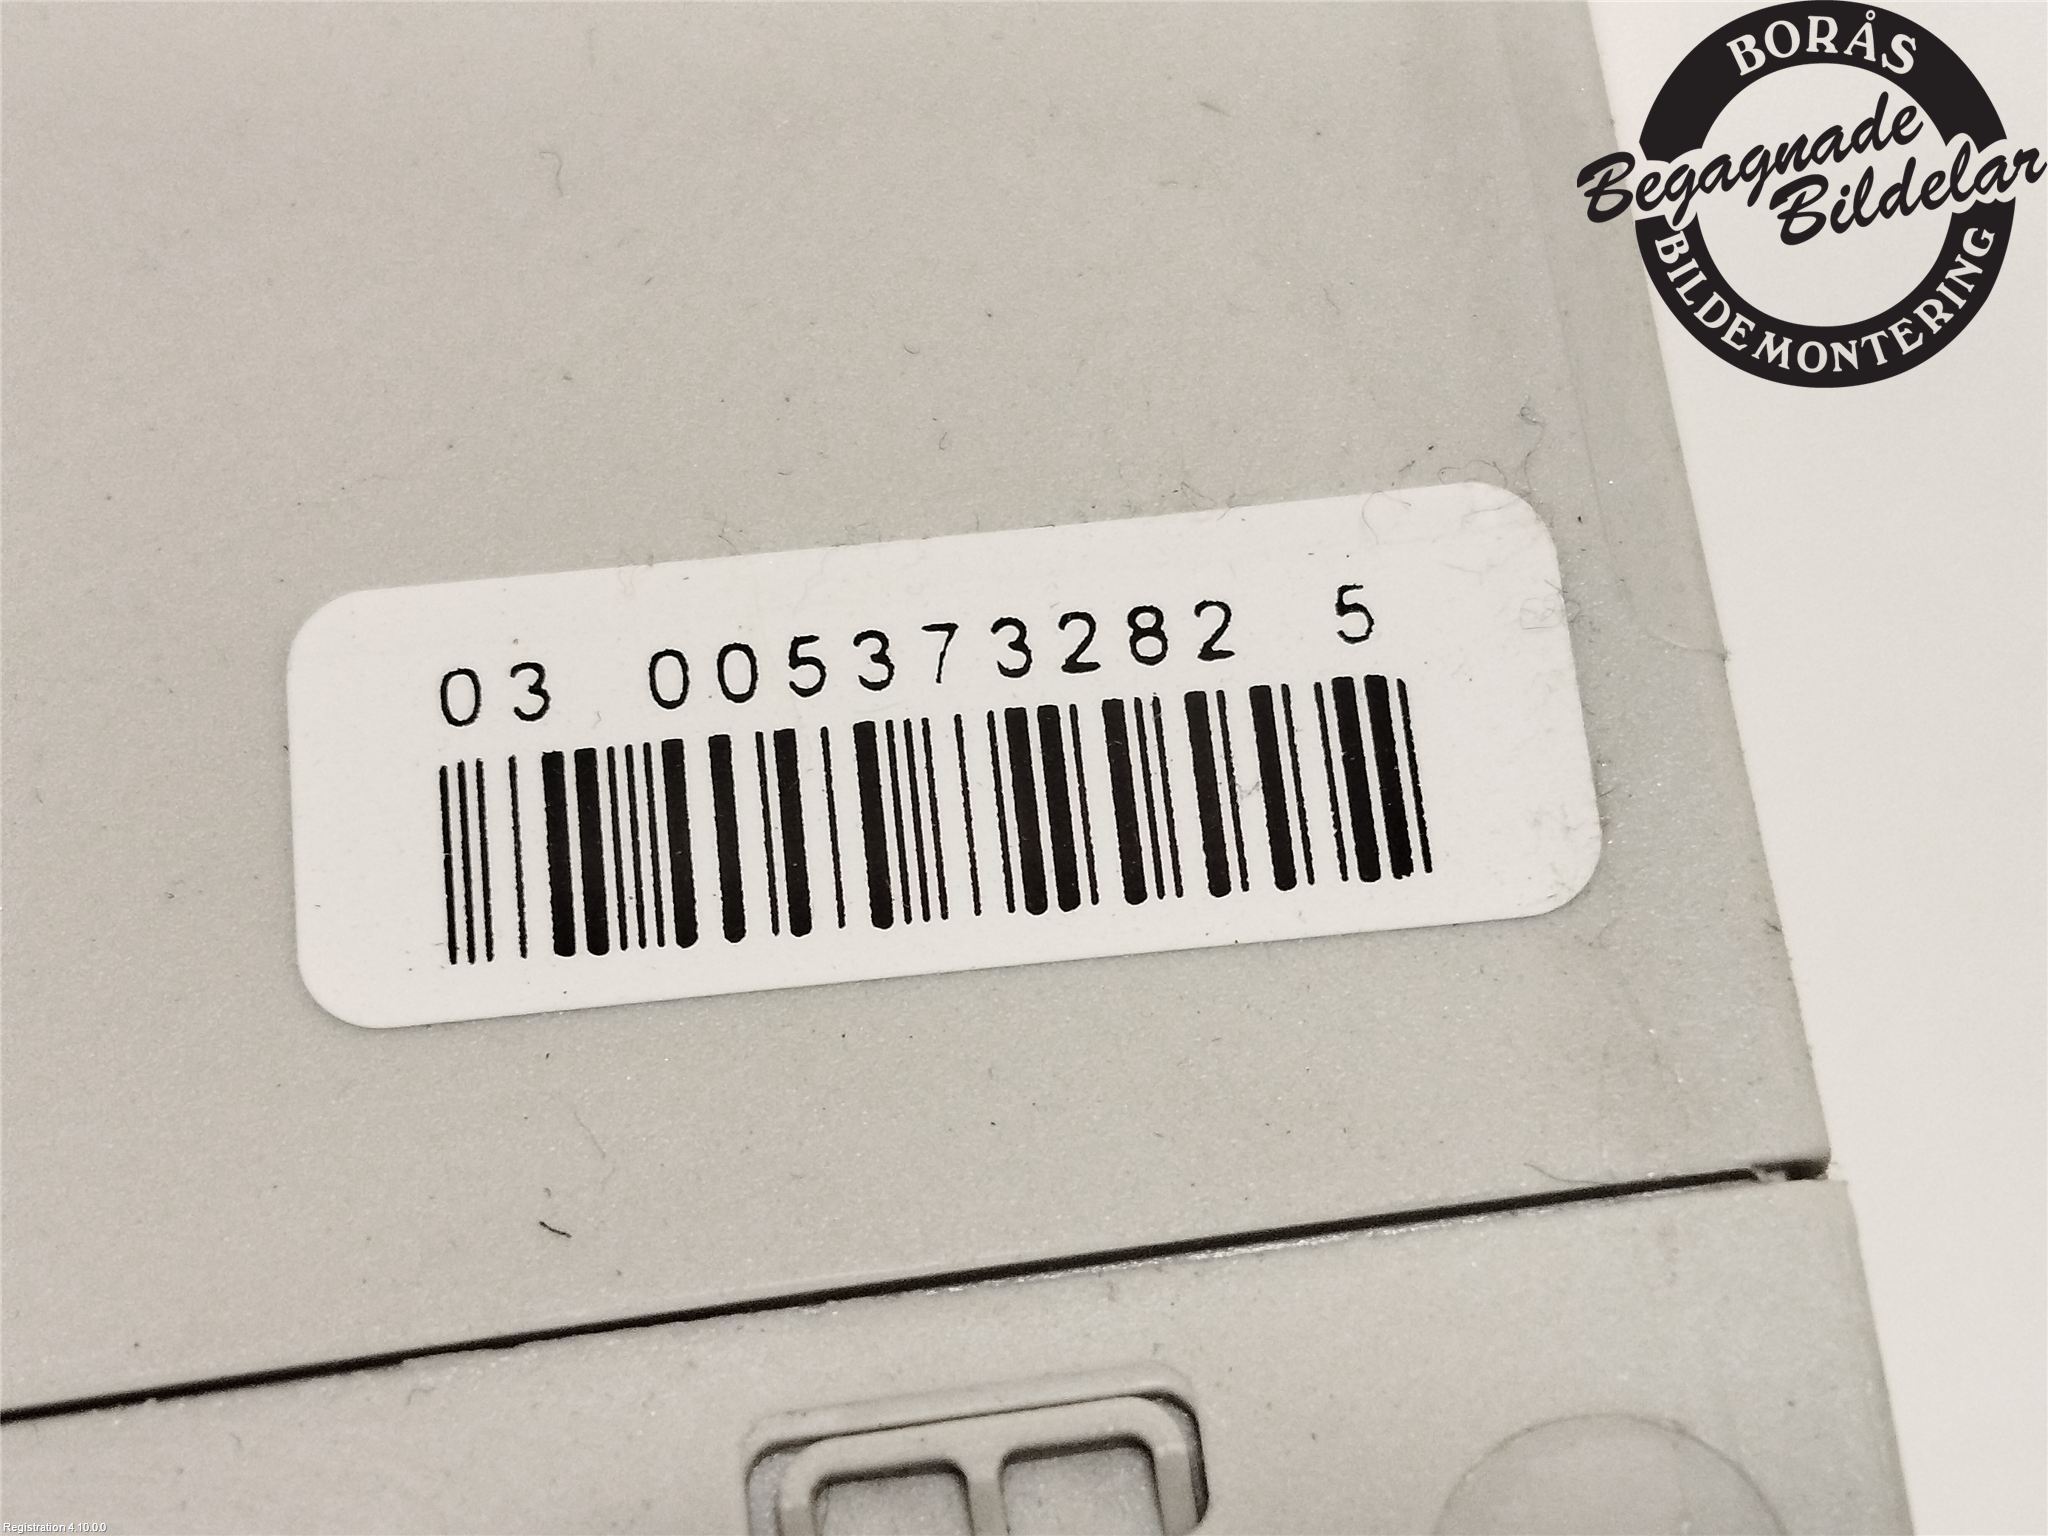 BORÅS
Begagnade
Bildelar
BILDEMONTERING
03 005373282 5
Registration 4.10.0.0